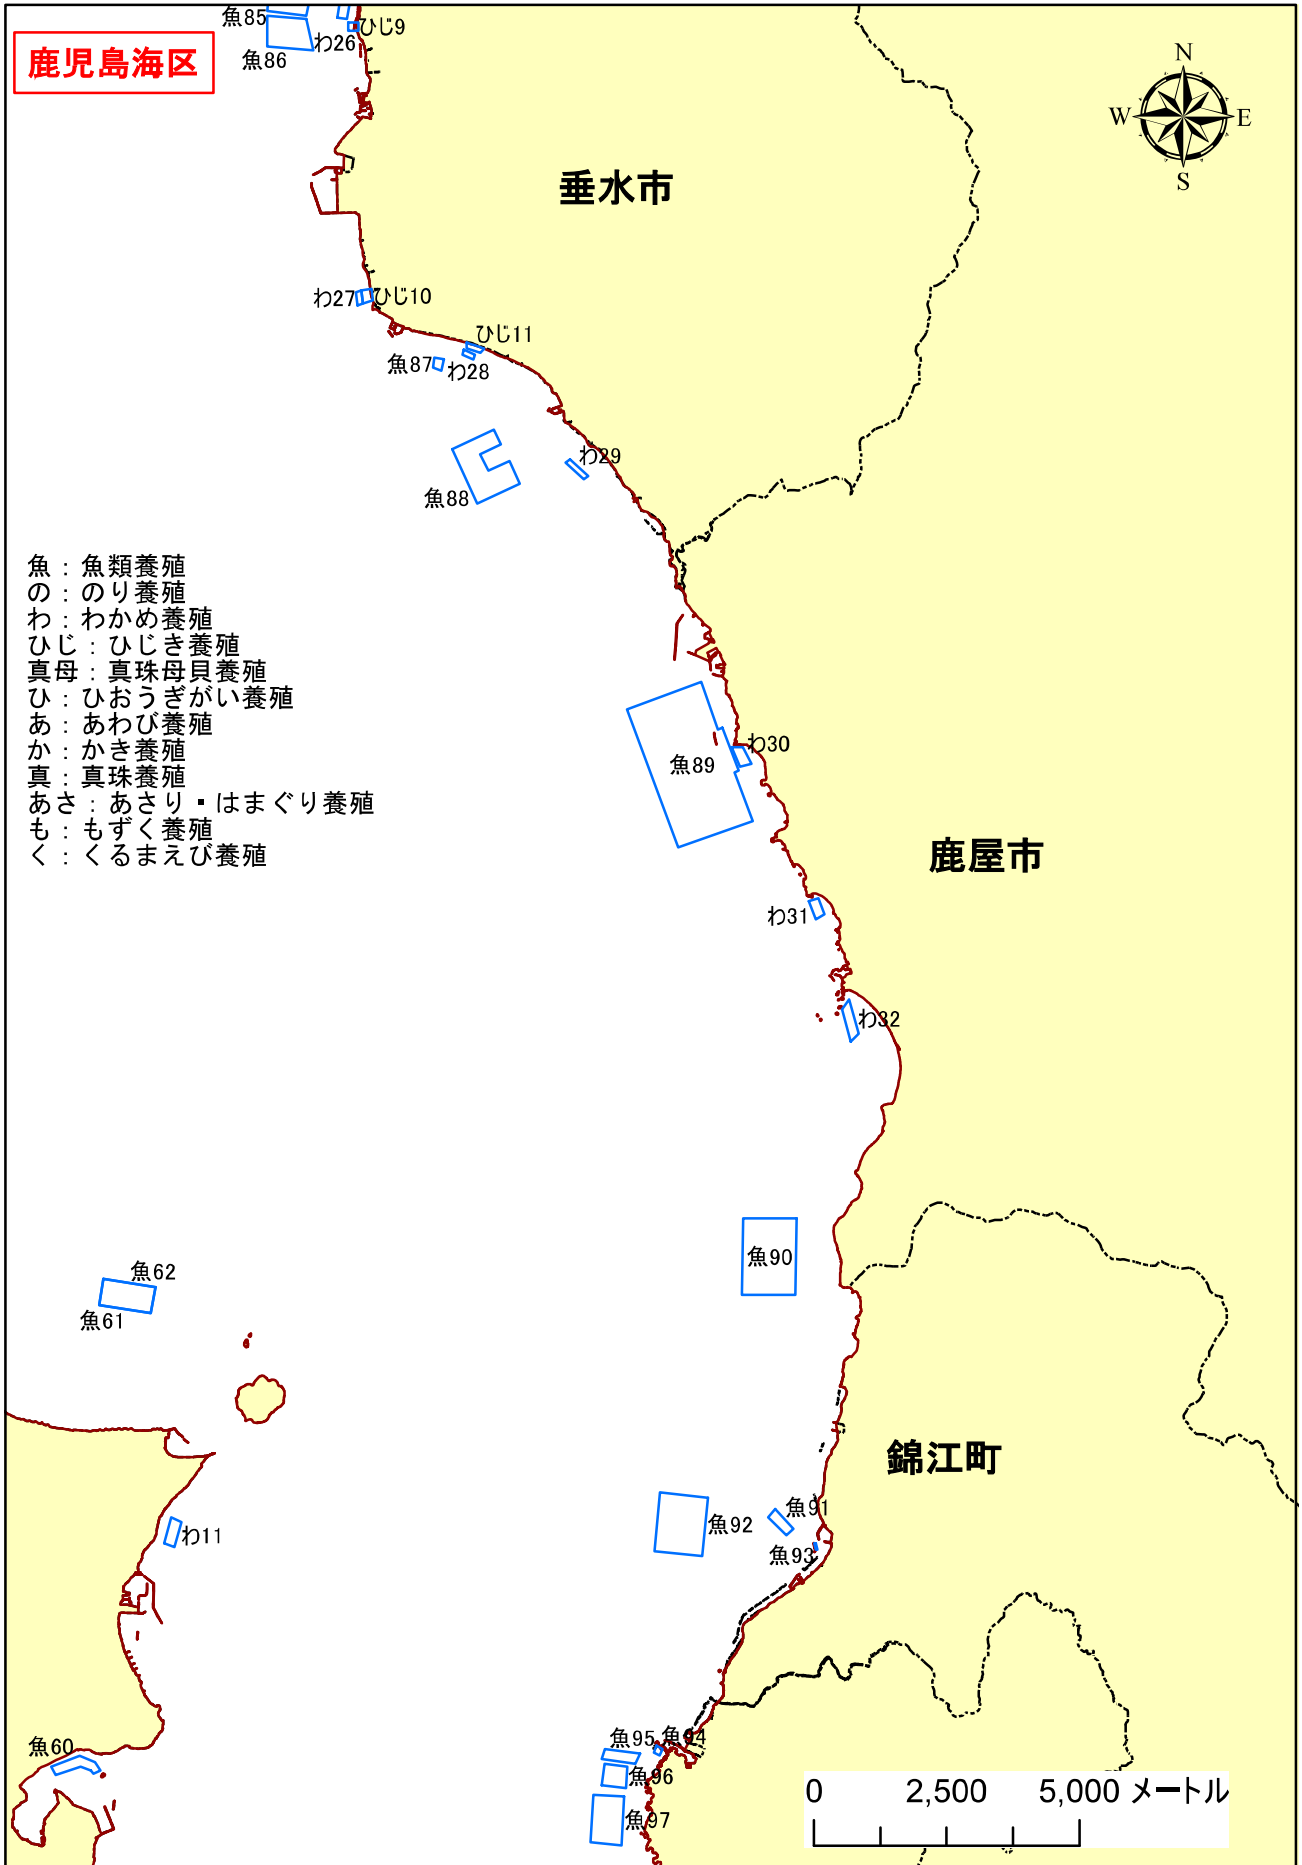 魚85
ひじ9
わ26
魚86
鹿児島海区
N
W
E
S
垂水市
わ27
ひじ10
ひじ11
魚87
わ28
わ29
魚88
魚：魚類養殖
の：のり養殖
わ：わかめ養殖
ひじ：ひじき養殖
真母：真珠母貝養殖
ひ：ひおうぎがい養殖
あ：あわび養殖
か：かき養殖
真：真珠養殖
あさ：あさり・はまぐり養殖
も：もずく養殖
く：くるまえび養殖
わ30
魚89
鹿屋市
わ31
わ32
魚90
魚62
魚61
錦江町
魚91
魚92
わ11
魚93
魚60
魚95
魚94
魚96
魚97
0 2,500 5,000 メートル